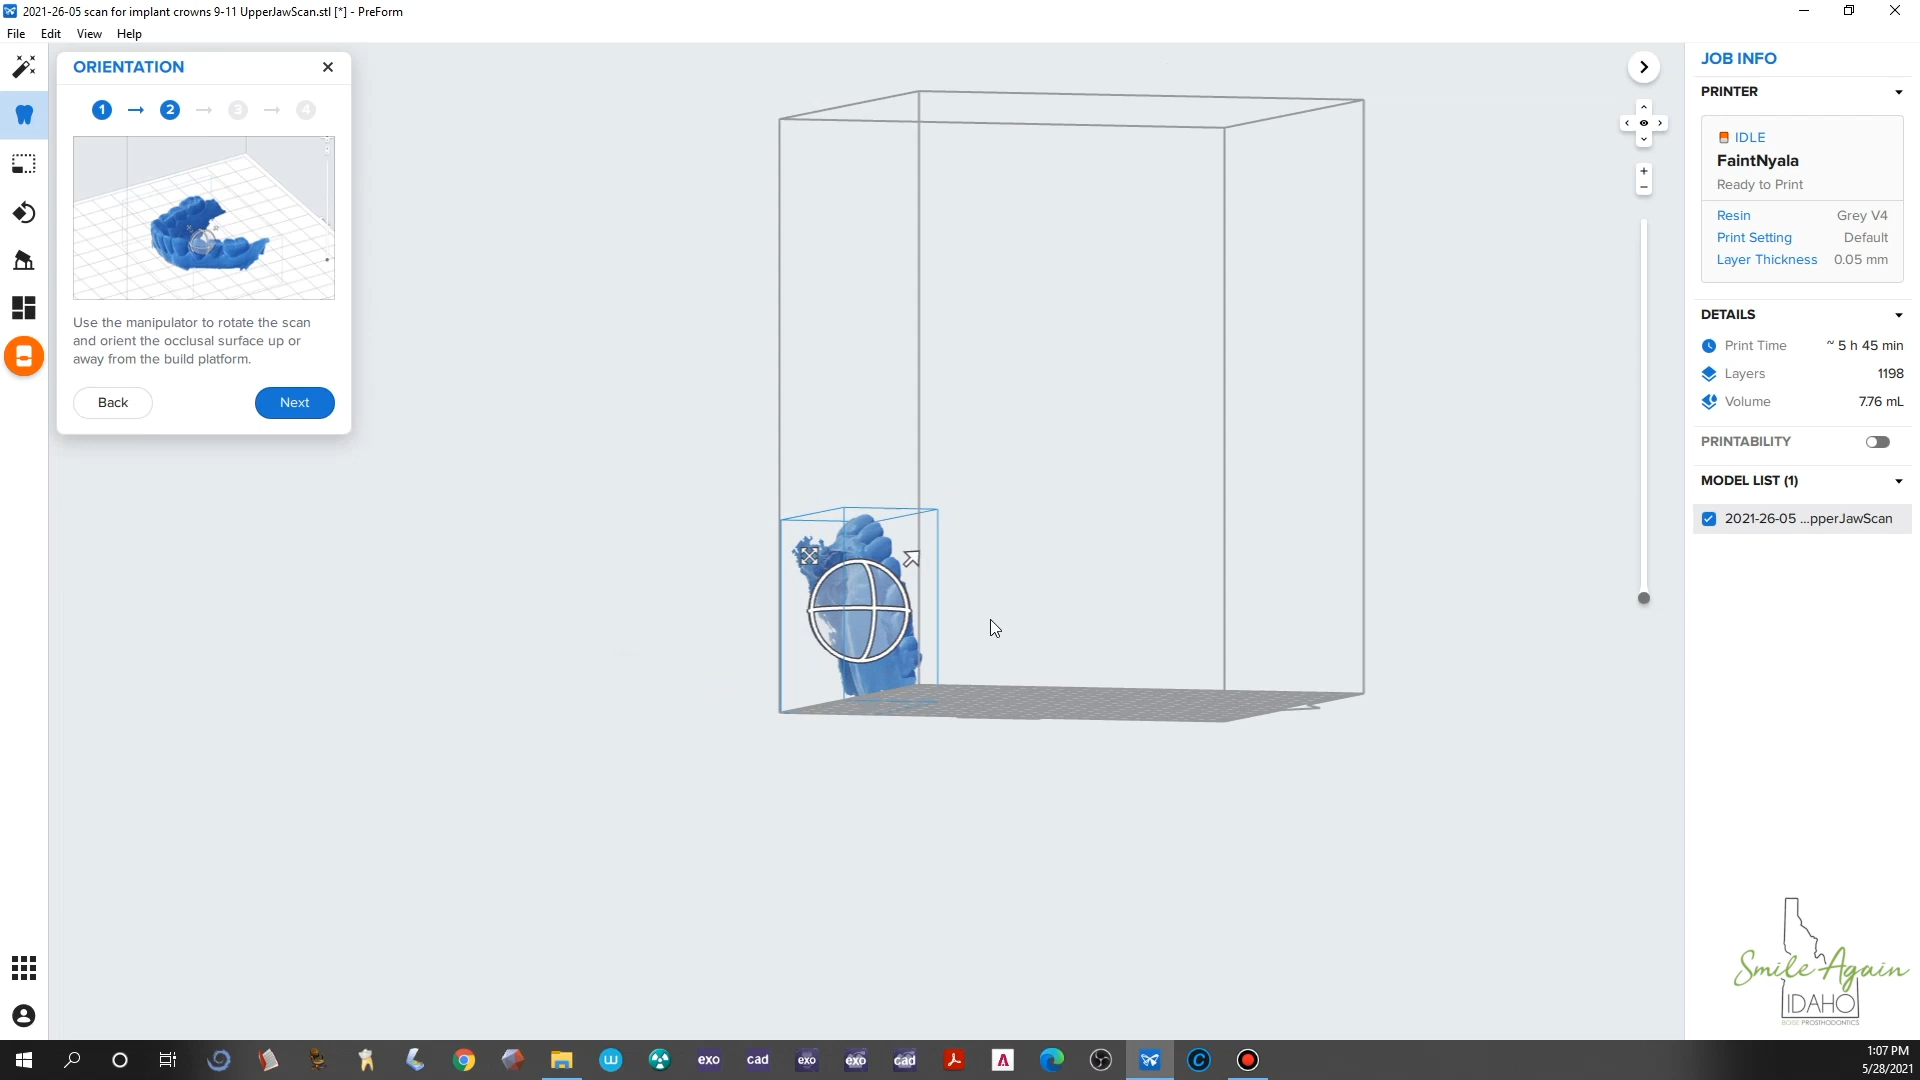 2021-26-05 scan for implant crowns 9-11 UpperJawScan.stl [*] - PreForm
File Edit View Help
ORIENTATION
1 2 3 4
Use the manipulator to rotate the scan
and orient the occlusal surface up or
away from the build platform.
Back Next
JOB INFO
PRINTER
IDLE
FaintNyala
Ready to Print
Resin Grey V4
Print Setting Default
Layer Thickness 0.05 mm
DETAILS
Print Time ~ 5 h 45 min
Layers 1198
Volume 7.76 mL
PRINTABILITY
MODEL LIST (1)
2021-26-05 ...pperJawScan
Smile Again
IDAHO
BOISE PROSTHODONTICS
exo cad exo exo cad
1:07 PM
5/28/2021